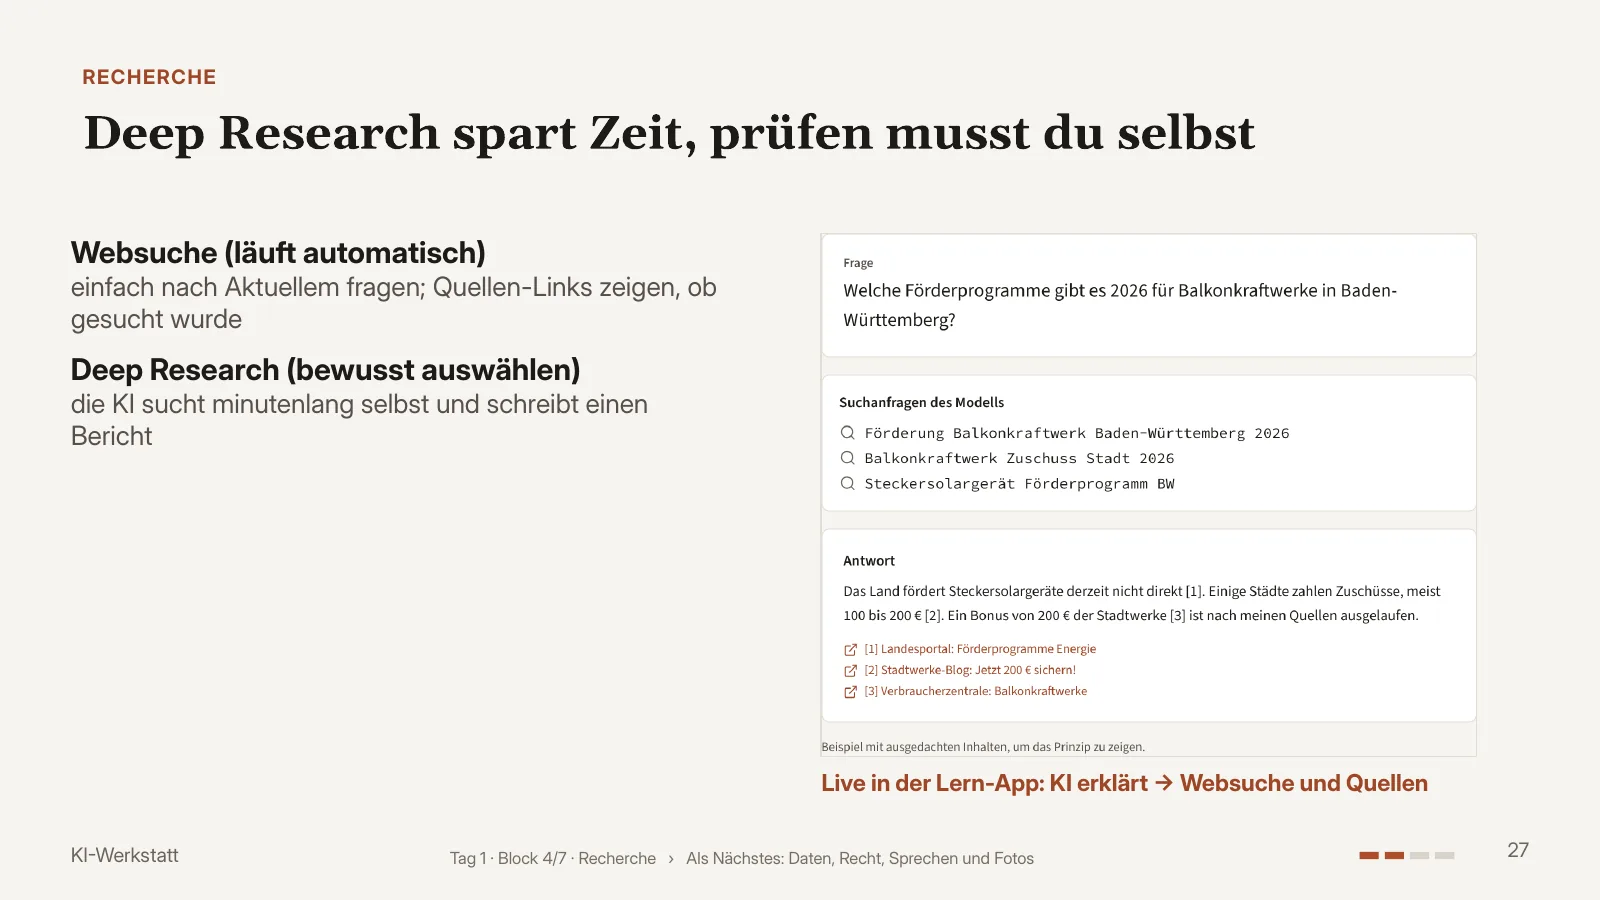 RECHERCHE
Deep Research spart Zeit, prüfen musst du selbst
Websuche (läuft automatisch)
einfach nach Aktuellem fragen; Quellen-Links zeigen, ob
gesucht wurde
Deep Research (bewusst auswählen)
die KI sucht minutenlang selbst und schreibt einen
Bericht
Frage
Welche Förderprogramme gibt es 2026 für Balkonkraftwerke in Baden-
Württemberg?
Suchanfragen des Modells
Förderung Balkonkraftwerk Baden-Württemberg 2026
Balkonkraftwerk Zuschuss Stadt 2026
Steckersolargerät Förderprogramm BW
Antwort
Das Land fördert Steckersolargeräte derzeit nicht direkt [1]. Einige Städte zahlen Zuschüsse, meist
100 bis 200 € [2]. Ein Bonus von 200 € der Stadtwerke [3] ist nach meinen Quellen ausgelaufen.
[1] Landesportal: Förderprogramme Energie
[2] Stadtwerke-Blog: Jetzt 200 € sichern!
[3] Verbraucherzentrale: Balkonkraftwerke
Beispiel mit ausgedachten Inhalten, um das Prinzip zu zeigen.
Live in der Lern-App: KI erklärt → Websuche und Quellen
KI-Werkstatt
Tag 1 · Block 4/7 · Recherche › Als Nächstes: Daten, Recht, Sprechen und Fotos
27